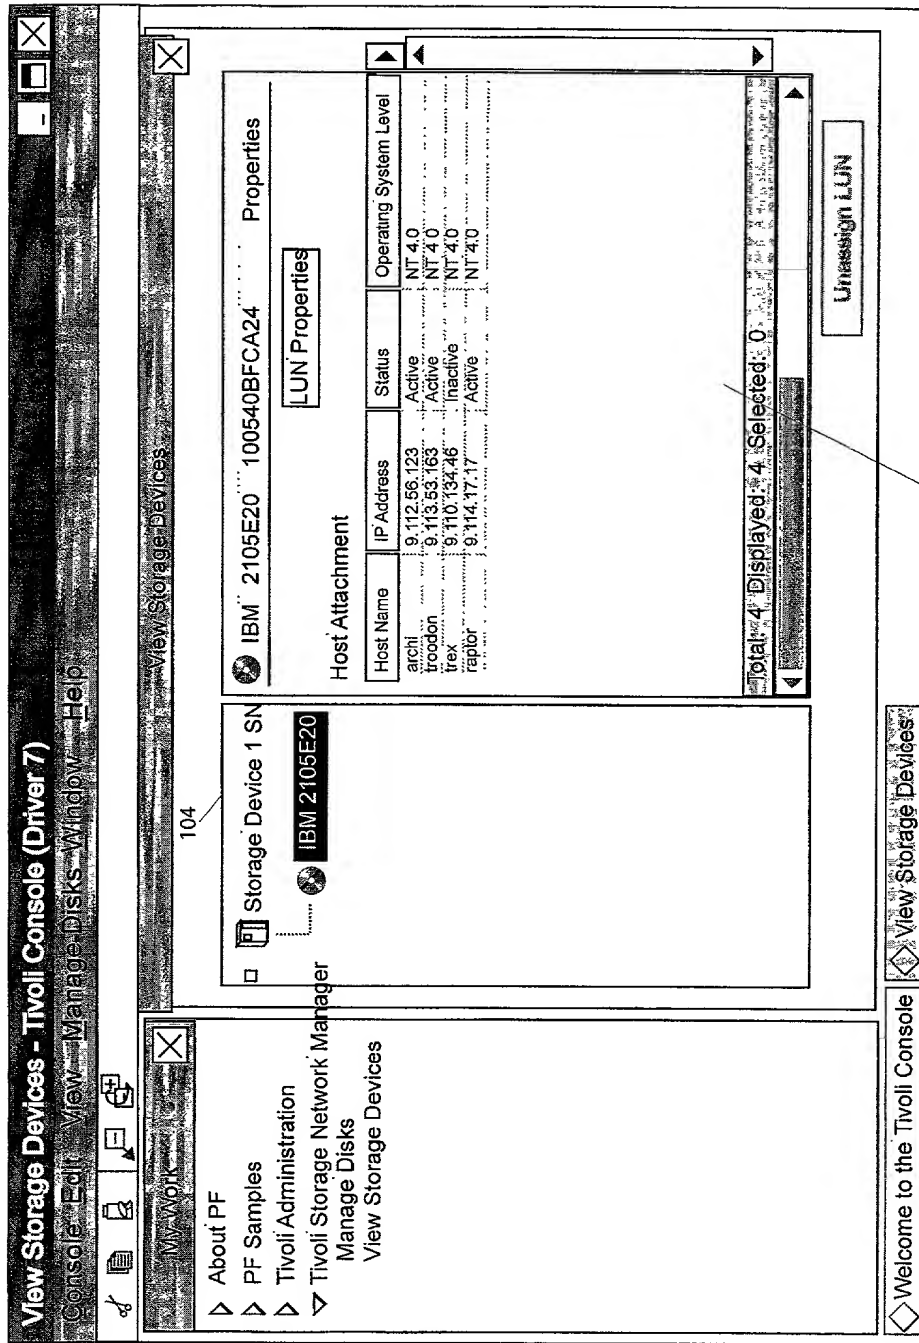 View Storage Devices - Tivoli Console (Driver 7)
Console Edit View Manage Disks Window Help
My Work
About PF
PF Samples
Tivoli Administration
Tivoli Storage Network Manager
Manage Disks
View Storage Devices
View Storage Devices
104
Storage Device 1 SN
IBM 2105E20
IBM 2105E20 100540BFCA24 Properties
LUN Properties
Host Attachment
Host Name IP Address Status Operating System Level
archi 9.112.56.123 Active NT 4.0
troodon 9.113.53.163 Active NT 4.0
trex 9.110.134.46 Inactive NT 4.0
raptor 9.114.17.17 Active NT 4.0
Total: 4 Displayed: 4 Selected: 0
Unassign LUN
Welcome to the Tivoli Console
View Storage Devices